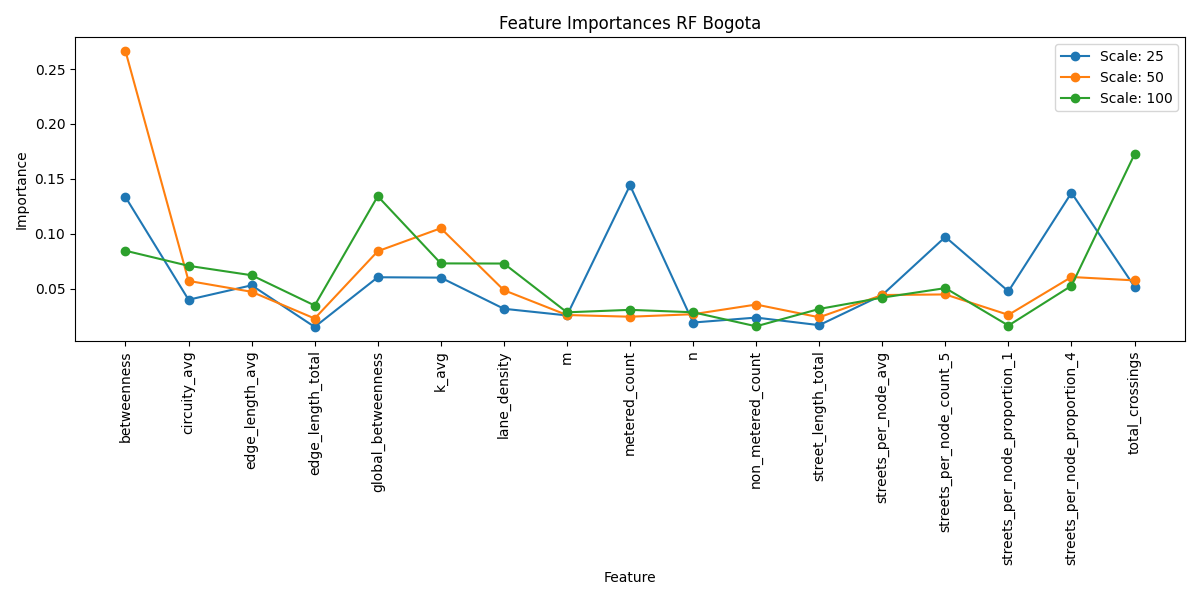 Feature Importances RF Bogota
Scale: 25
Scale: 50
Scale: 100
Importance
0.25
0.20
0.15
0.10
0.05
betweenness
circuity_avg
edge_length_avg
edge_length_total
global_betweenness
k_avg
lane_density
m
metered_count
n
non_metered_count
street_length_total
streets_per_node_avg
streets_per_node_count_5
streets_per_node_proportion_1
streets_per_node_proportion_4
total_crossings
Feature